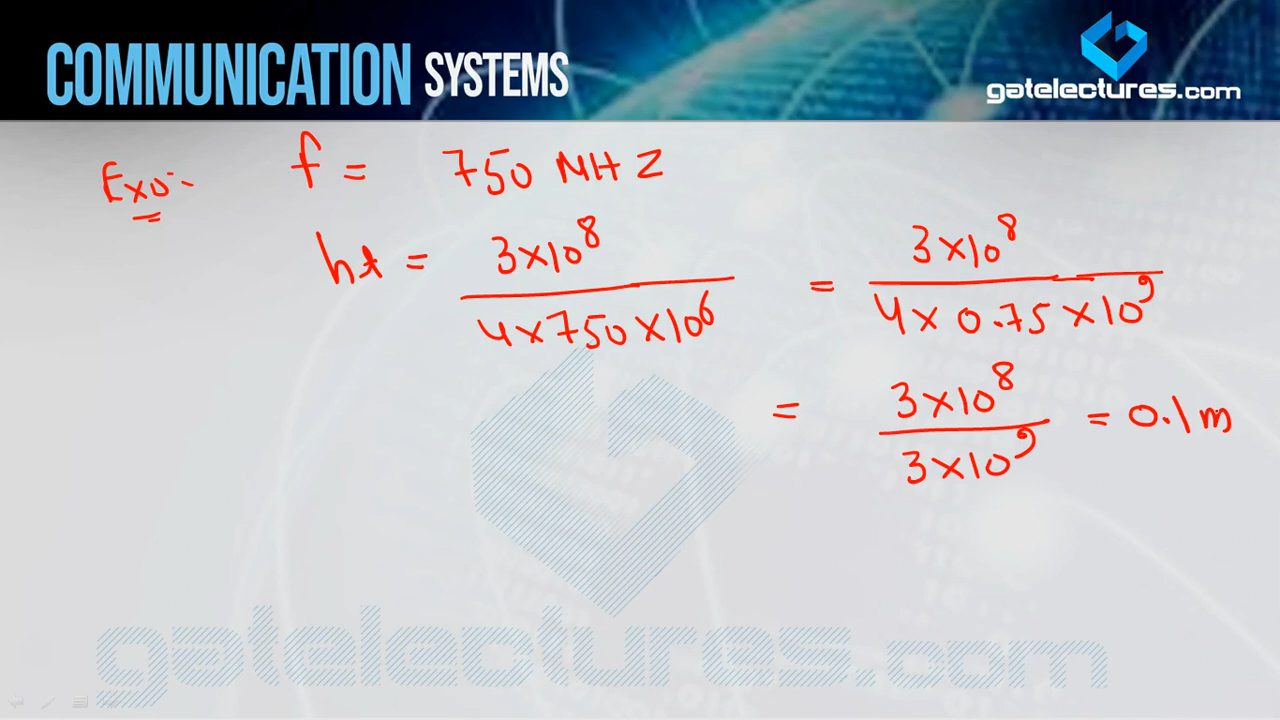 COMMUNICATION SYSTEMS
gatelectures.com
Exo:-
f = 750 MHZ
ht = 3×10^8 / 4×750×10^6 = 3×10^8 / 4×0.75×10^9
= 3×10^8 / 3×10^9 = 0.1m
gatelectures.com